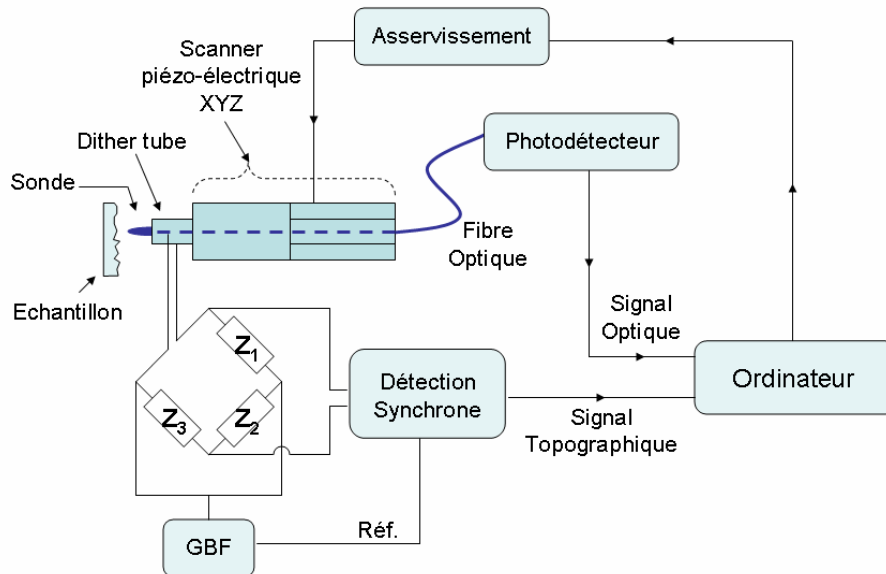 Asservissement
Scanner
piézo-électrique
XYZ
Dither tube
Photodétecteur
Sonde
Fibre
Optique
Echantillon
Signal
Optique
Z1
Z3
Z2
Détection
Synchrone
Ordinateur
Signal
Topographique
Réf.
GBF